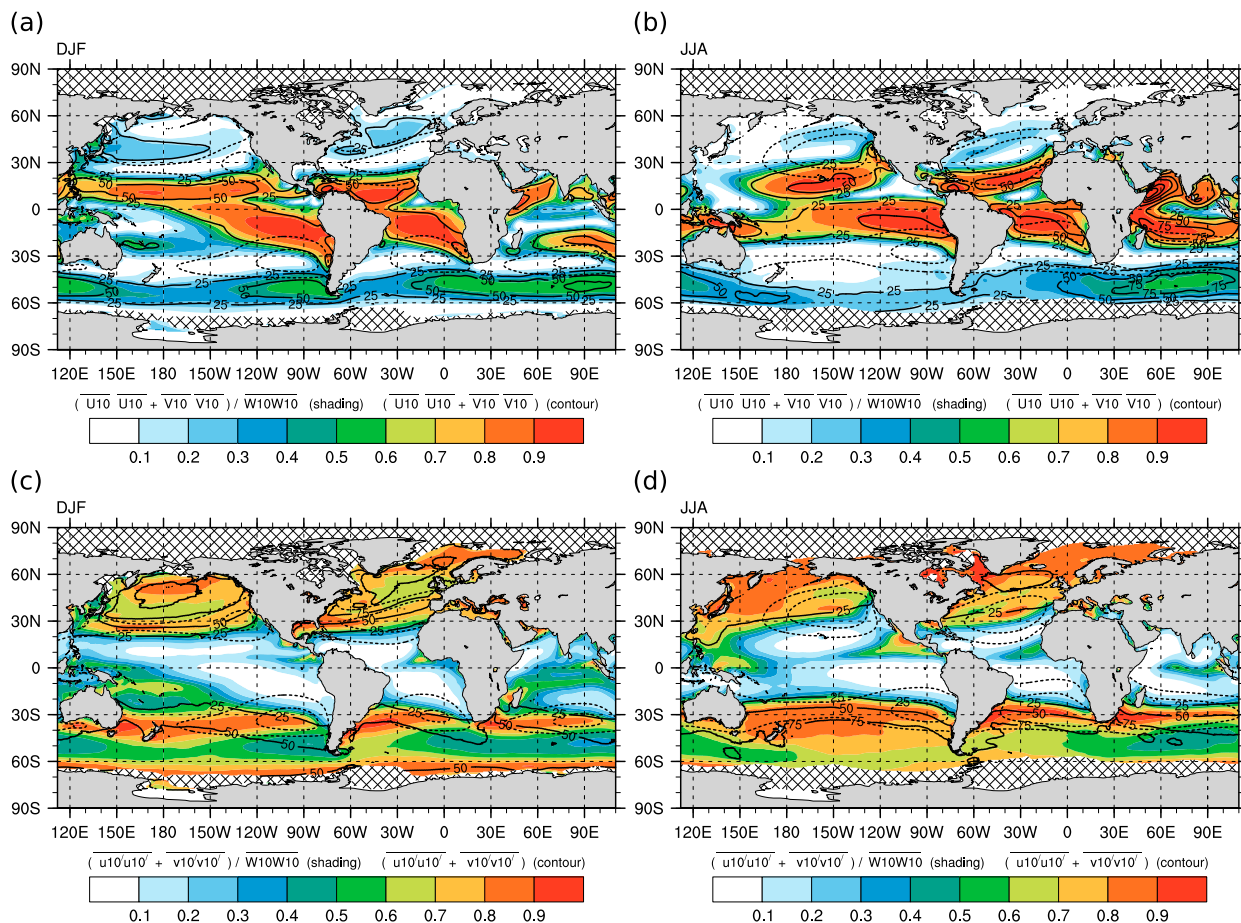 (a)
(b)
DJF
JJA
90N
60N
30N
0
30S
60S
90S
90N
60N
30N
0
30S
60S
90S
120E 150E 180 150W 120W 90W 60W 30W 0 30E 60E 90E
120E 150E 180 150W 120W 90W 60W 30W 0 30E 60E 90E
( U10 U10 + V10 V10 ) / W10W10 (shading) ( U10 U10 + V10 V10 ) (contour)
( U10 U10 + V10 V10 ) / W10W10 (shading) ( U10 U10 + V10 V10 ) (contour)
0.1 0.2 0.3 0.4 0.5 0.6 0.7 0.8 0.9
0.1 0.2 0.3 0.4 0.5 0.6 0.7 0.8 0.9
(c)
(d)
DJF
JJA
90N
60N
30N
0
30S
60S
90S
90N
60N
30N
0
30S
60S
90S
120E 150E 180 150W 120W 90W 60W 30W 0 30E 60E 90E
120E 150E 180 150W 120W 90W 60W 30W 0 30E 60E 90E
( u10′u10′ + v10′v10′ ) / W10W10 (shading) ( u10′u10′ + v10′v10′ ) (contour)
( u10′u10′ + v10′v10′ ) / W10W10 (shading) ( u10′u10′ + v10′v10′ ) (contour)
0.1 0.2 0.3 0.4 0.5 0.6 0.7 0.8 0.9
0.1 0.2 0.3 0.4 0.5 0.6 0.7 0.8 0.9